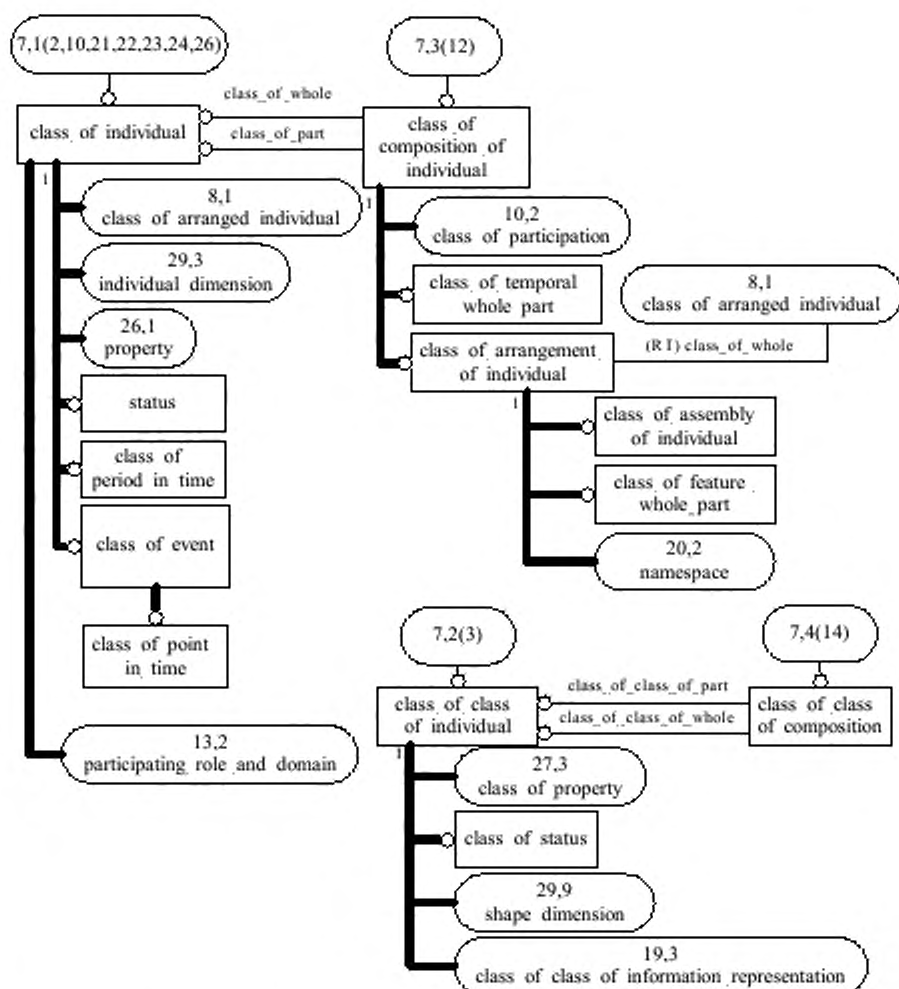 7,1(2,10,21,22,23,24,26)
7,3(12)
class_of_whole
class of individual
class_of_part
class of
composition of
individual
1
8,1
class of arranged individual
1
10,2
class of participation
29,3
individual dimension
class of temporal
whole part
8,1
class of arranged individual
26,1
property
class of arrangement
of individual
(RT) class_of_whole
status
1
class of assembly
of individual
class of
period in time
class of feature
whole part
class of event
20,2
namespace
class of point
in time
7,2(3)
7,4(14)
class of class
of individual
class_of_class_of_part
class_of_class_of_whole
class of class
of composition
13,2
participating role and domain
1
27,3
class of property
class of status
29,9
shape dimension
19,3
class of class of information representation